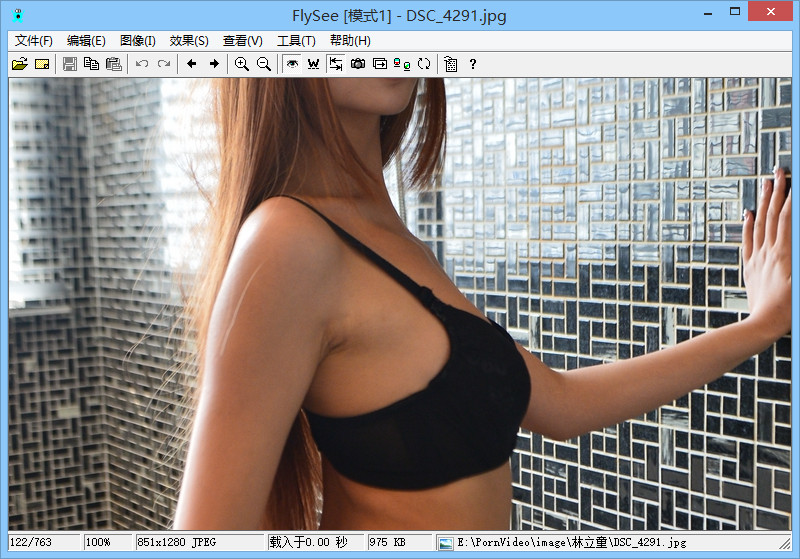 FlySee [模式1] - DSC_4291.jpg
文件(F) 编辑(E) 图像(I) 效果(S) 查看(V) 工具(T) 帮助(H)
W ?
122/763 100% 851x1280 JPEG 载入于0.00 秒 975 KB E:\PornVideo\image\林立童\DSC_4291.jpg